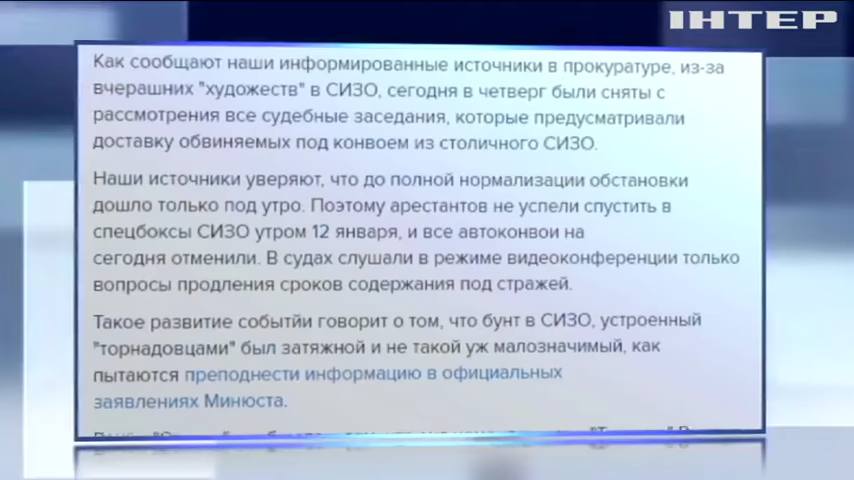 ІНТЕР
Как сообщают наши информированные источники в прокуратуре, из-за
вчерашних "художеств" в СИЗО, сегодня в четверг были сняты с
рассмотрения все судебные заседания, которые предусматривали
доставку обвиняемых под конвоем из столичного СИЗО.
Наши источники уверяют, что до полной нормализации обстановки
дошло только под утро. Поэтому арестантов не успели спустить в
спецбоксы СИЗО утром 12 января, и все автоконвои на
сегодня отменили. В судах слушали в режиме видеоконференции только
вопросы продления сроков содержания под стражей.
Такое развитие событйи говорит о том, что бунт в СИЗО, устроенный
"торнадовцами" был затяжной и не такой уж малозначимый, как
пытаются преподнести информацию в официальных
заявлениях Минюста.